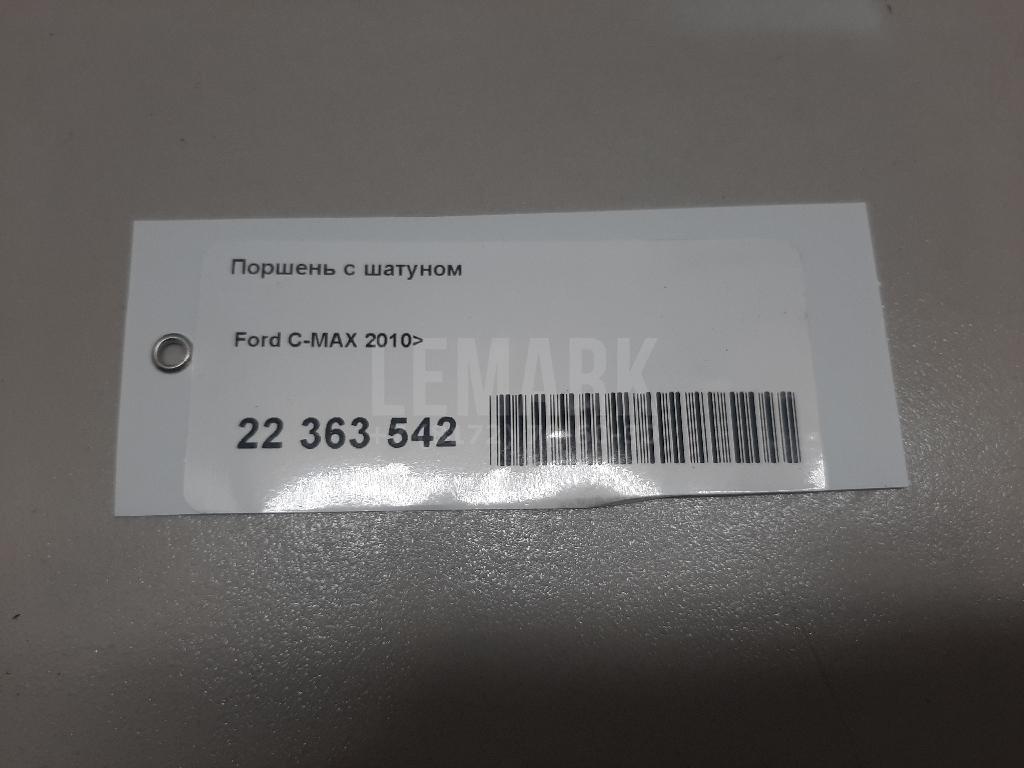 Поршень с шатуном
Ford C-MAX 2010>
LEMARK
22 363 542